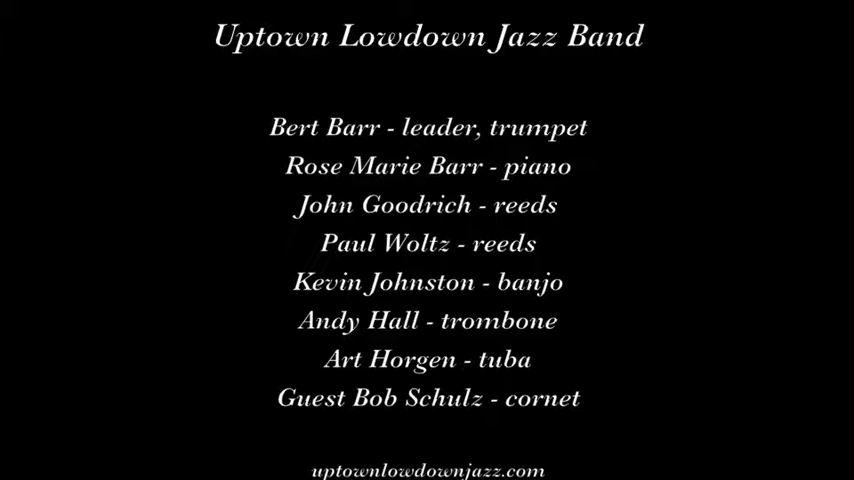 Uptown Lowdown Jazz Band
Bert Barr - leader, trumpet
Rose Marie Barr - piano
John Goodrich - reeds
Paul Woltz - reeds
Kevin Johnston - banjo
Andy Hall - trombone
Art Horgen - tuba
Guest Bob Schulz - cornet
uptownlowdownjazz.com